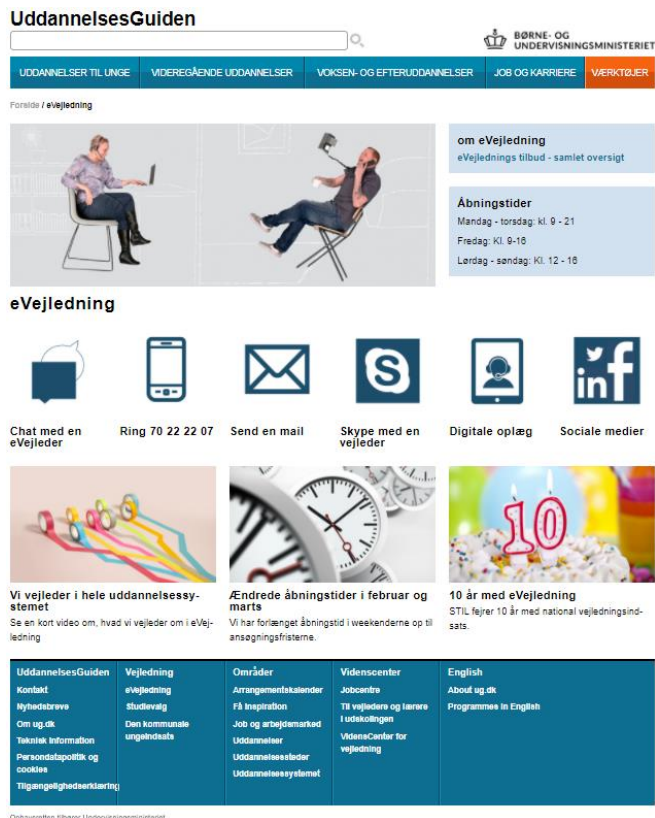 UddannelsesGuiden
BØRNE- OG
UNDERVISNINGSMINISTERIET
UDDANNELSER TIL UNGE
VIDEREGÅENDE UDDANNELSER
VOKSEN- OG EFTERUDDANNELSER
JOB OG KARRIERE
VÆRKTØJER
Forside / eVejledning
om eVejledning
eVejlednings tilbud - samlet oversigt
Åbningstider
Mandag - torsdag: kl. 9 - 21
Fredag: Kl. 9-16
Lørdag - søndag: Kl. 12 - 16
eVejledning
Chat med en
eVejleder
Ring 70 22 22 07
Send en mail
Skype med en
vejleder
Digitale oplæg
Sociale medier
10
Vi vejleder i hele uddannelsessy-
stemet
Se en kort video om, hvad vi vejleder om i eVej-
ledning
Ændrede åbningstider i februar og
marts
Vi har forlænget åbningstid i weekenderne op til
ansøgningsfristerne.
10 år med eVejledning
STIL fejrer 10 år med national vejledningsind-
sats.
UddannelsesGuiden
Kontakt
Nyhedsbreve
Om ug.dk
Teknisk information
Persondatapolitik og
cookies
Tilgængelighedserklæring
Vejledning
eVejledning
Studievalg
Den kommunale
ungeindsats
Områder
Arrangementskalender
Få inspiration
Job og arbejdsmarked
Uddannelser
Uddannelsessteder
Uddannelsessystemet
Videnscenter
Jobcentre
Til vejledere og lærere
i udskolingen
VidensCenter for
vejledning
English
About ug.dk
Programmes in English